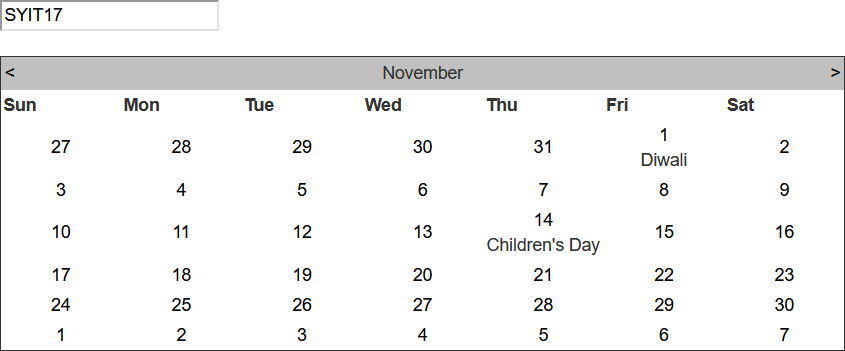 SYIT17
< November >
Sun Mon Tue Wed Thu Fri Sat
27 28 29 30 31 1 2
Diwali
3 4 5 6 7 8 9
10 11 12 13 14 15 16
Children's Day
17 18 19 20 21 22 23
24 25 26 27 28 29 30
1 2 3 4 5 6 7